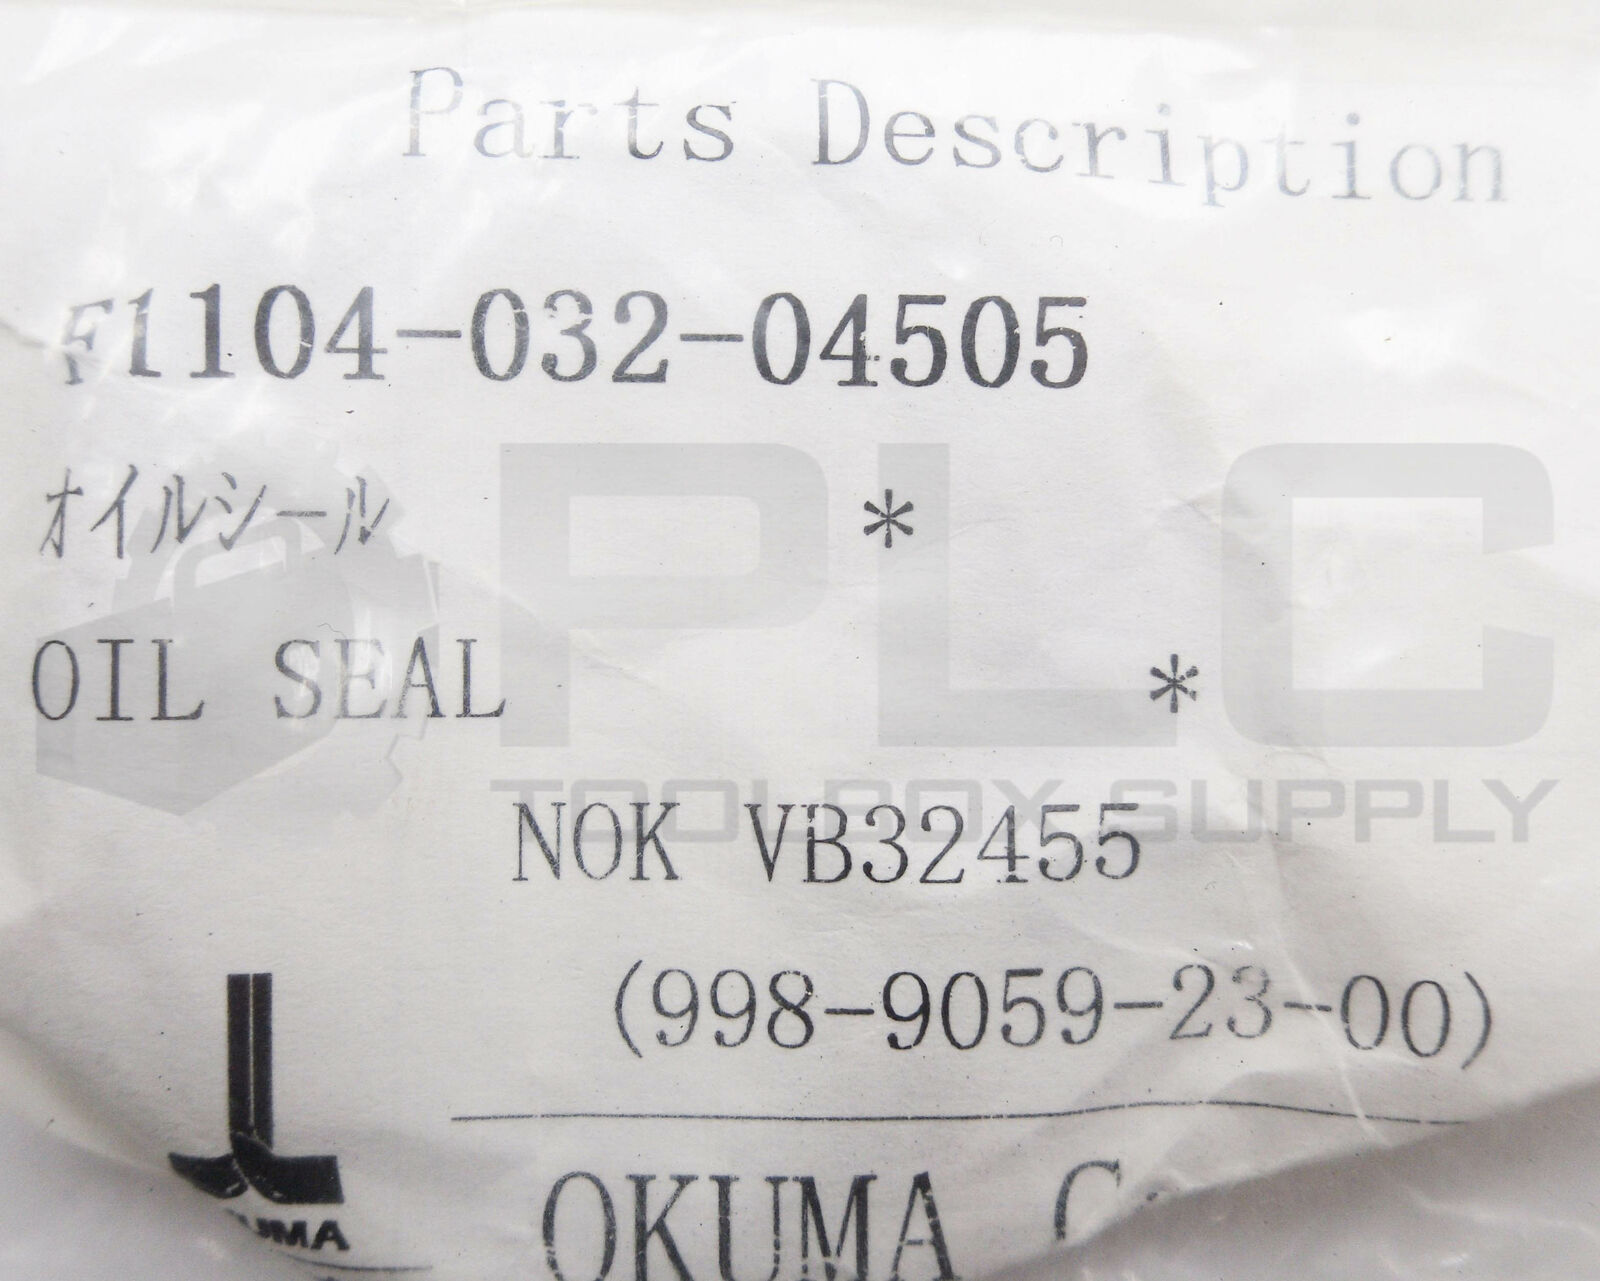 Parts Description
F1104-032-04505
オイルシール *
OIL SEAL *
NOK VB32455
(998-9059-23-00)
OKUMA
PLC
TOOLBOX SUPPLY